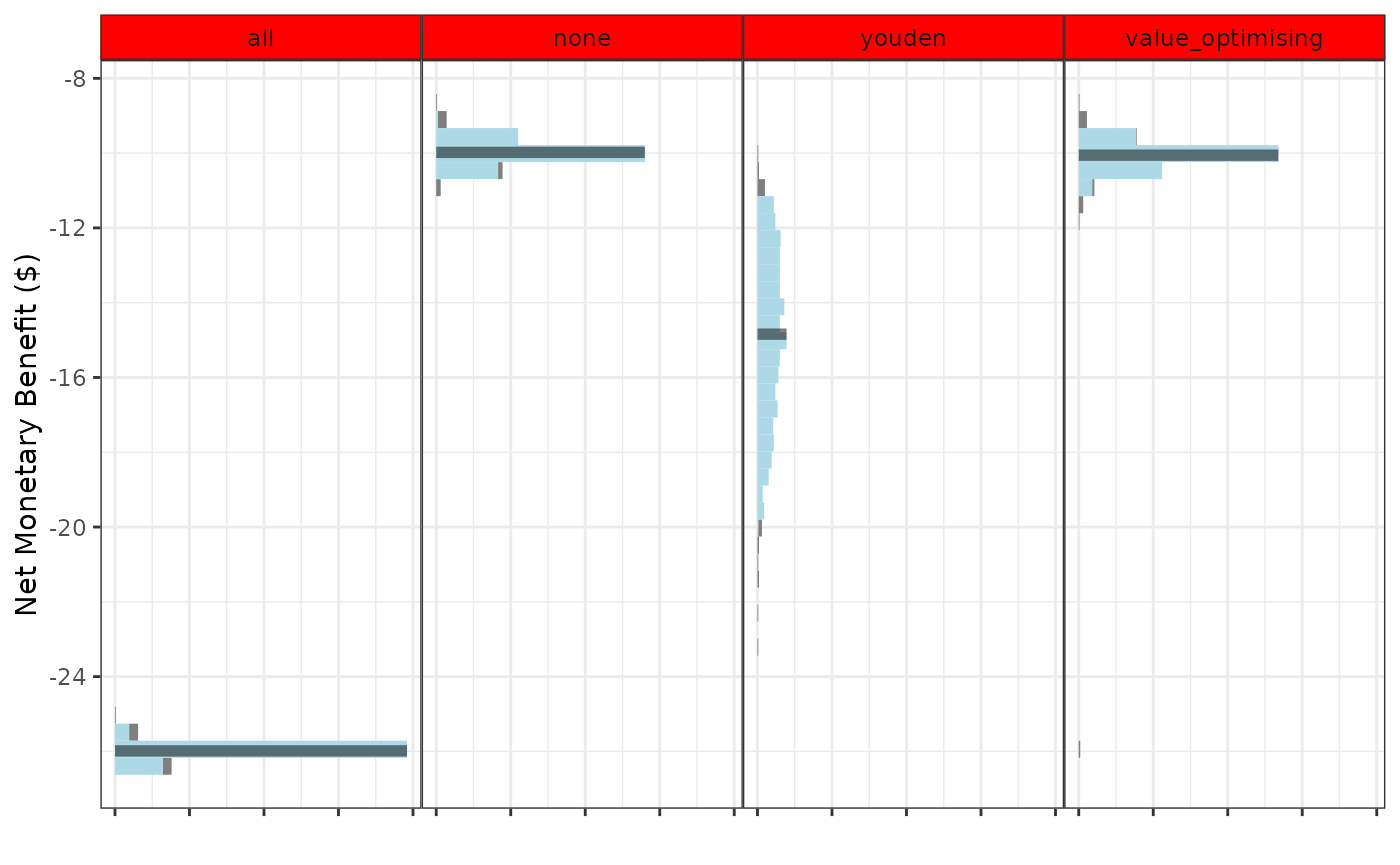 all
none
youden
value_optimising
Net Monetary Benefit ($)
-8
-12
-16
-20
-24